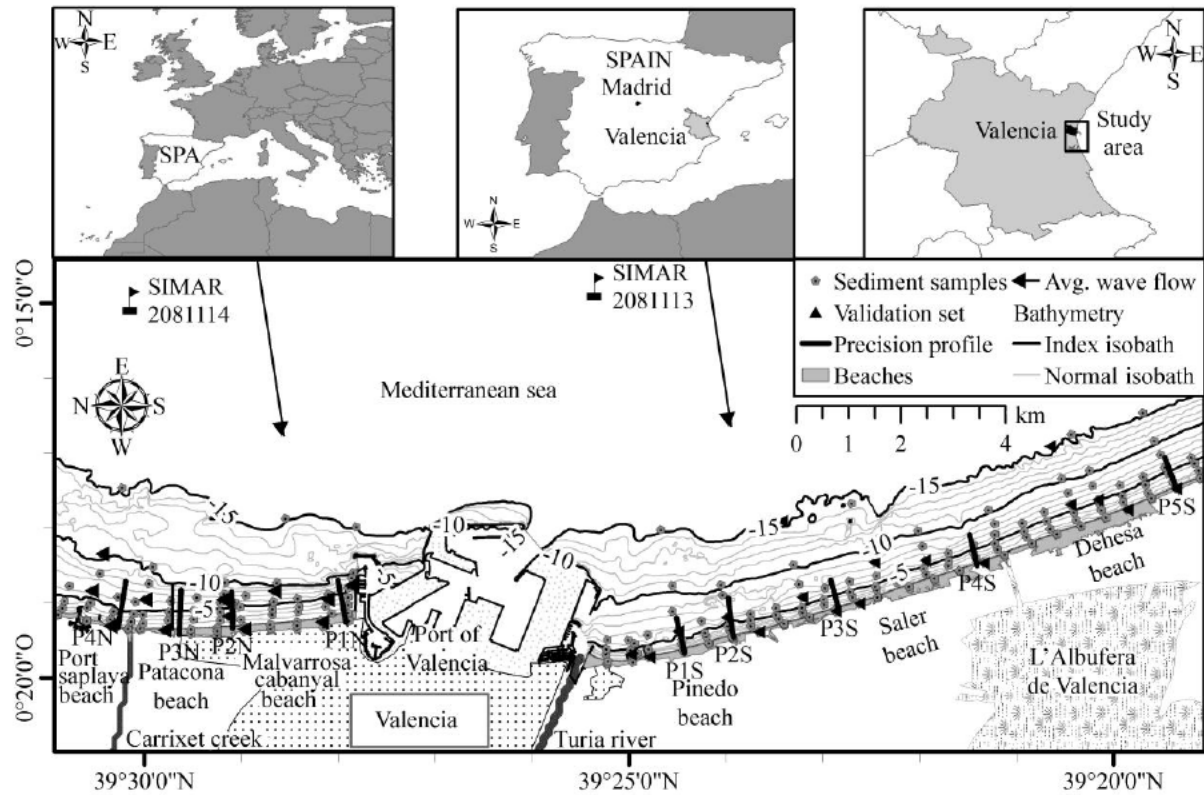 N
W E
S
SPA
N
W E
S
SPAIN
Madrid
Valencia
N
W E
S
Valencia
Study
area
0°15'0"O
0°20'0"O
SIMAR
2081114
SIMAR
2081113
Sediment samples
Avg. wave flow
Validation set
Bathymetry
Precision profile
Index isobath
Beaches
Normal isobath
E
N S
W
Mediterranean sea
km
0 1 2 4
-15
-10
-5
-10
-15
-5
-10
-15
-10
-5
-15
P4N
P3N
P2N
P1N
P1S
P2S
P3S
P4S
P5S
Port
saplaya
beach
Patacona
beach
Malvarrosa
cabanyal
beach
Port of
Valencia
Valencia
Carrixet creek
Turia river
Pinedo
beach
Saler
beach
Dehesa
beach
L'Albufera
de Valencia
39°30'0"N
39°25'0"N
39°20'0"N